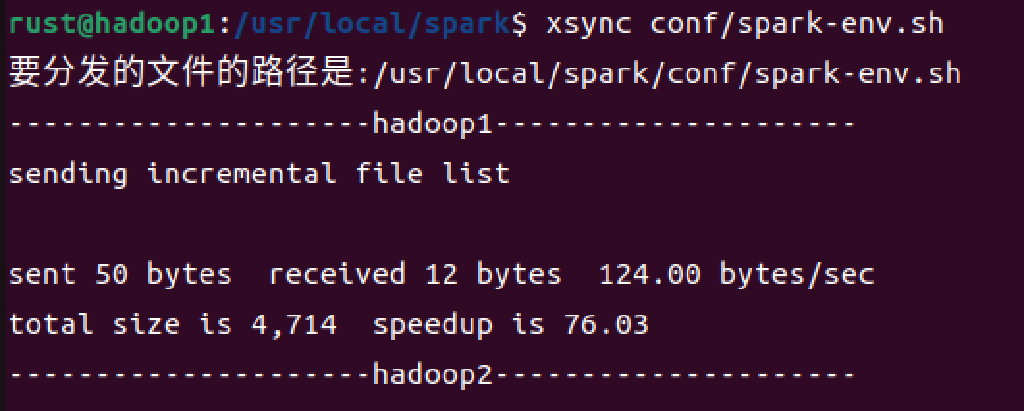 rust@hadoop1:/usr/local/spark$ xsync conf/spark-env.sh
要分发的文件的路径是:/usr/local/spark/conf/spark-env.sh
---------------------hadoop1---------------------
sending incremental file list
sent 50 bytes  received 12 bytes  124.00 bytes/sec
total size is 4,714  speedup is 76.03
---------------------hadoop2---------------------